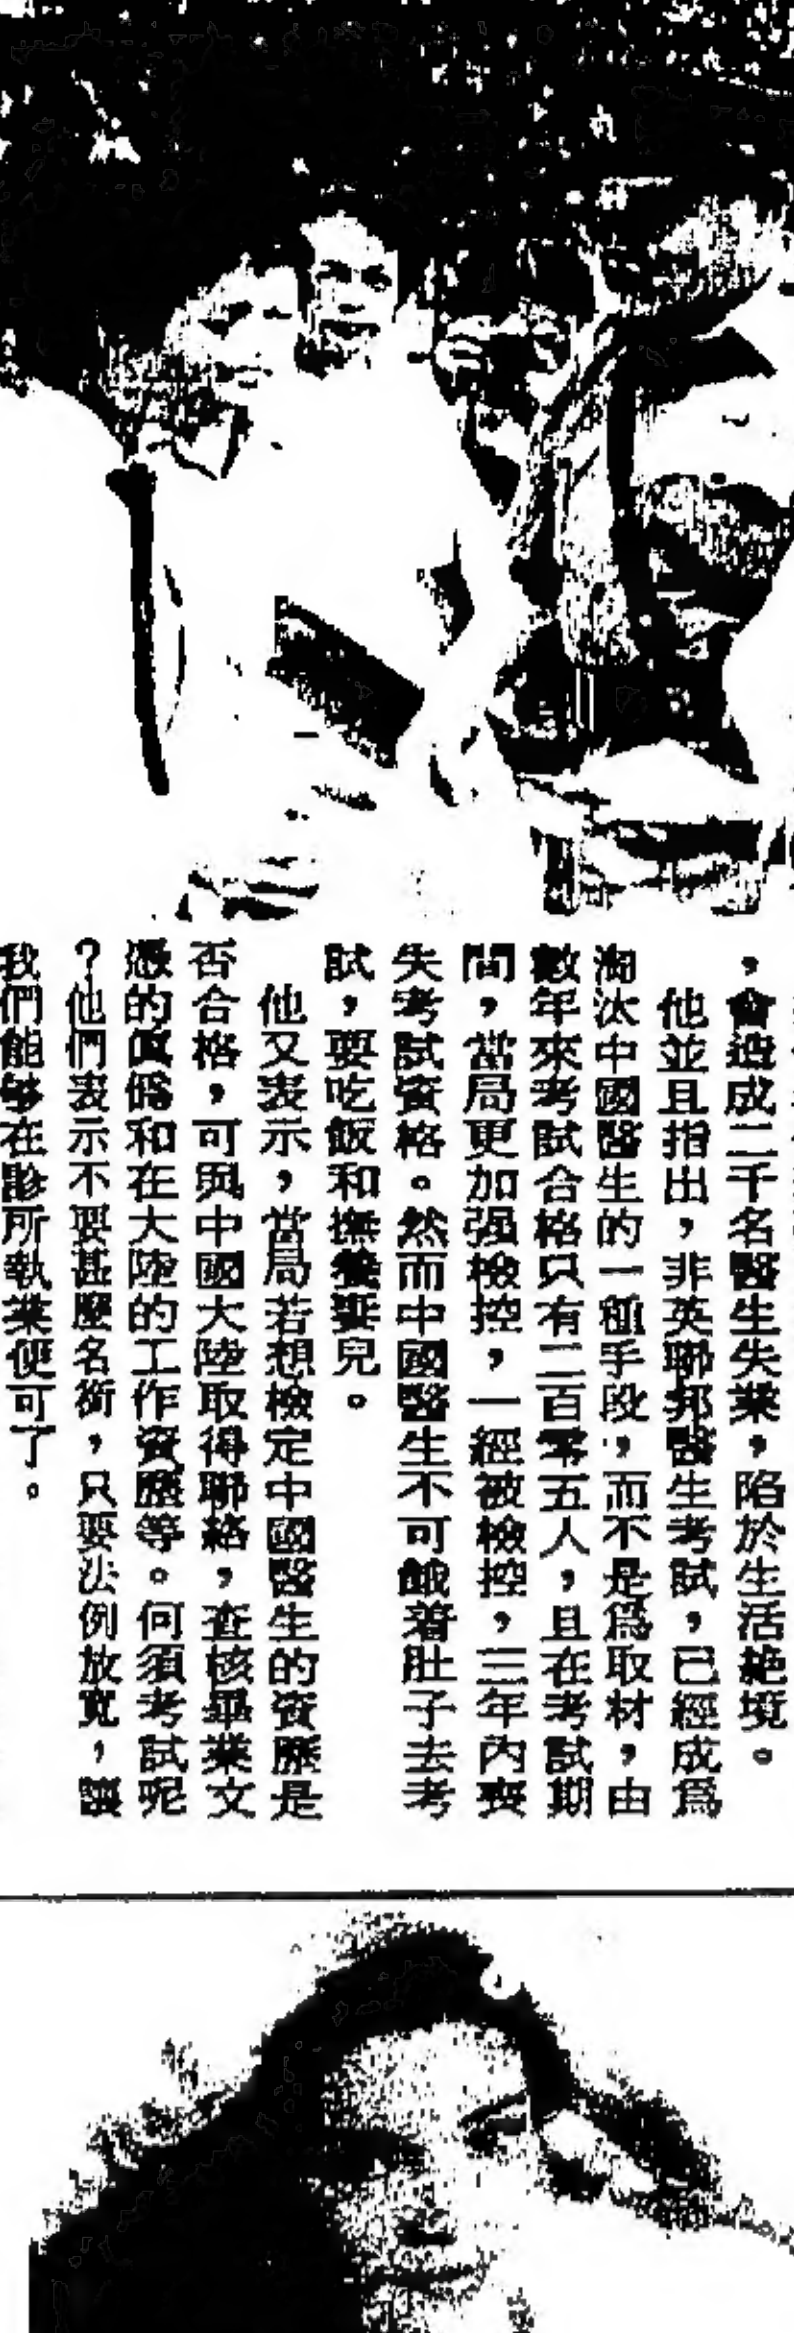 ，會造成二千名醫生失業，陷於生活絕境。
他並且指出，非英聯邦醫生考試，已經成爲
淘汰中國醫生的一種手段，而不是爲取材，由
數年來考試合格只有二百零五人，且在考試期
間，當局更加强檢控，一經被檢控，三年內喪
失考試資格。然而中國醫生不可餓着肚子去考
試，要吃飯和撫養妻兒。
他又表示，當局若想檢定中國醫生的資歷是
否合格，可與中國大陸取得聯絡，查核畢業文
憑的眞僞和在大陸的工作資歷等。何須考試呢
？他們表示不要甚麼名銜，只要法例放寬，讓
我們能够在診所執業便可了。